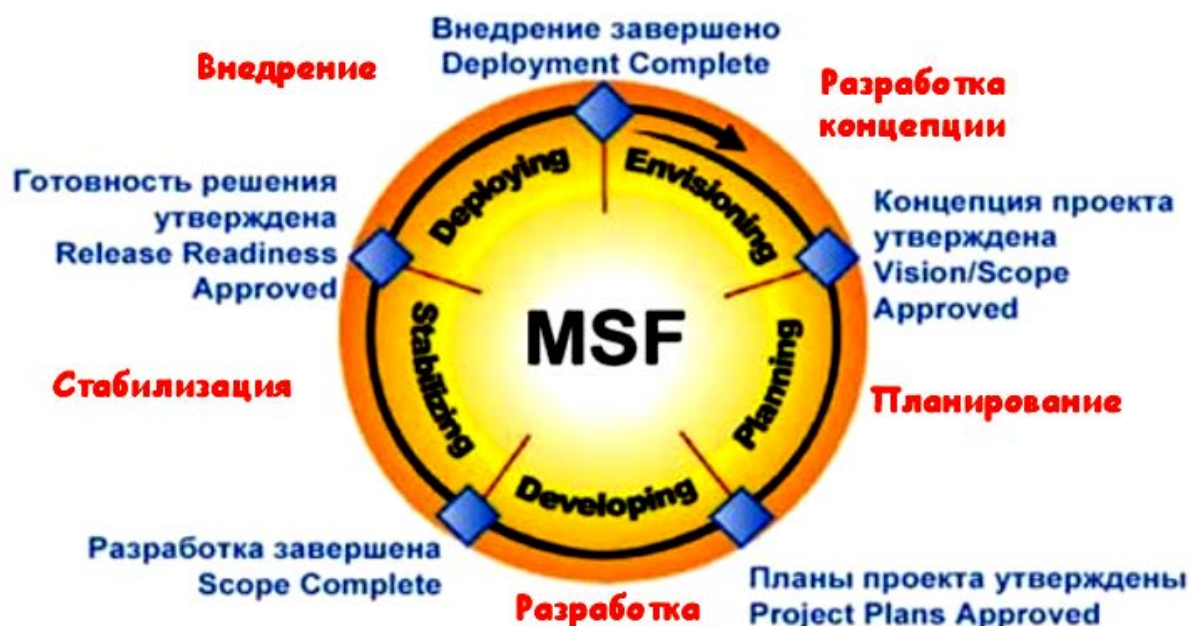 Внедрение завершено
Deployment Complete
Внедрение
Разработка
концепции
Deploying
Envisioning
Готовность решения
утверждена
Release Readiness
Approved
Концепция проекта
утверждена
Vision/Scope
Approved
MSF
Stabilizing
Planning
Стабилизация
Планирование
Developing
Разработка завершена
Scope Complete
Разработка
Планы проекта утверждены
Project Plans Approved